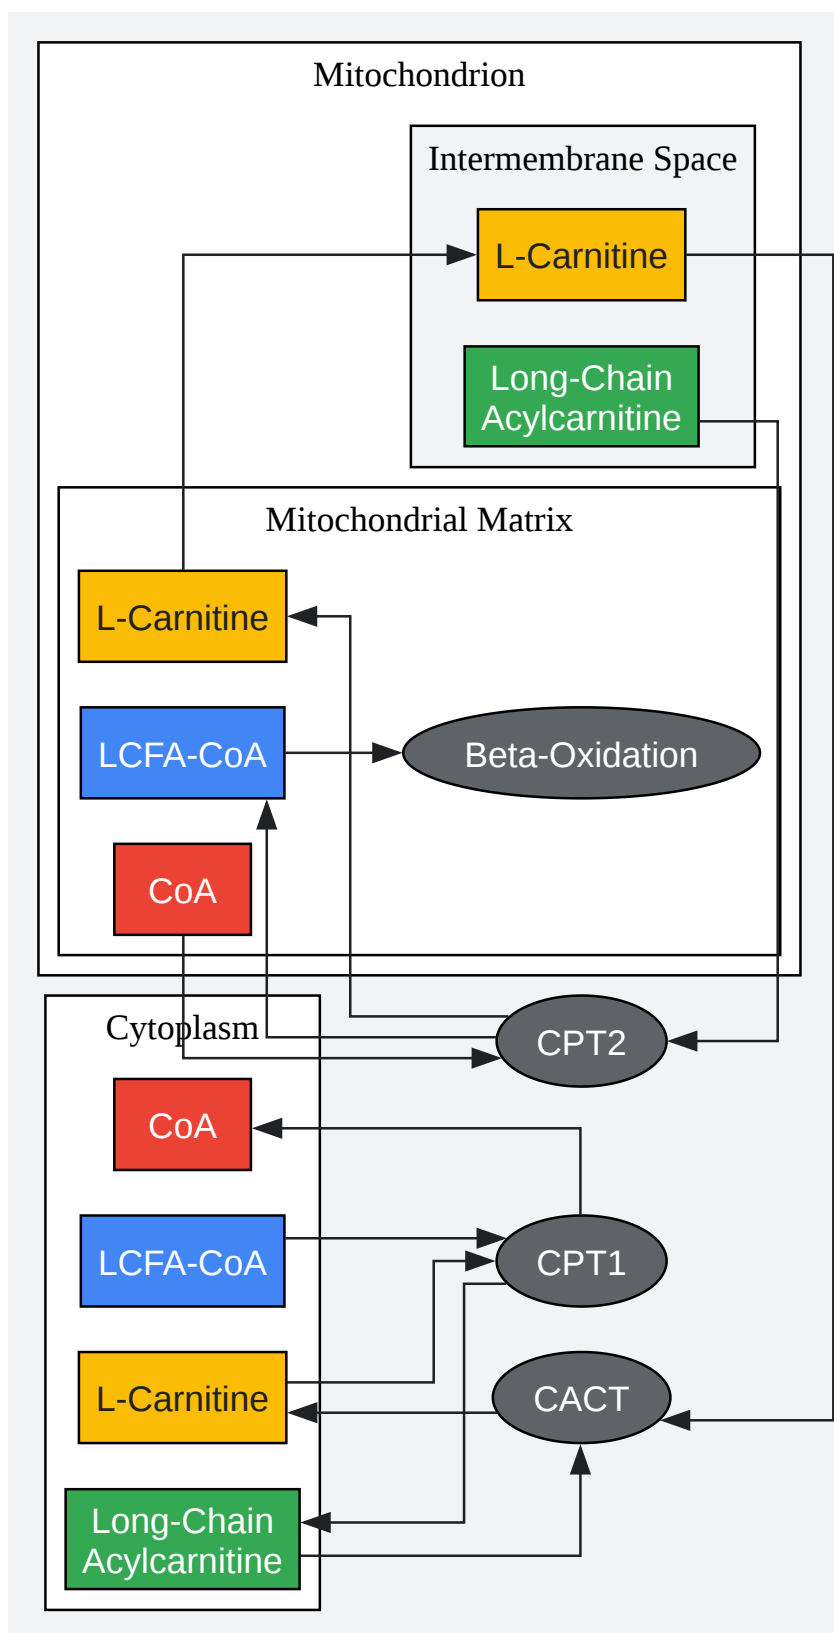 Mitochondrion
Intermembrane Space
L-Carnitine
Long-Chain
Acylcarnitine
Mitochondrial Matrix
L-Carnitine
LCFA-CoA
Beta-Oxidation
CoA
Cytoplasm
CPT2
CoA
LCFA-CoA
CPT1
L-Carnitine
CACT
Long-Chain
Acylcarnitine